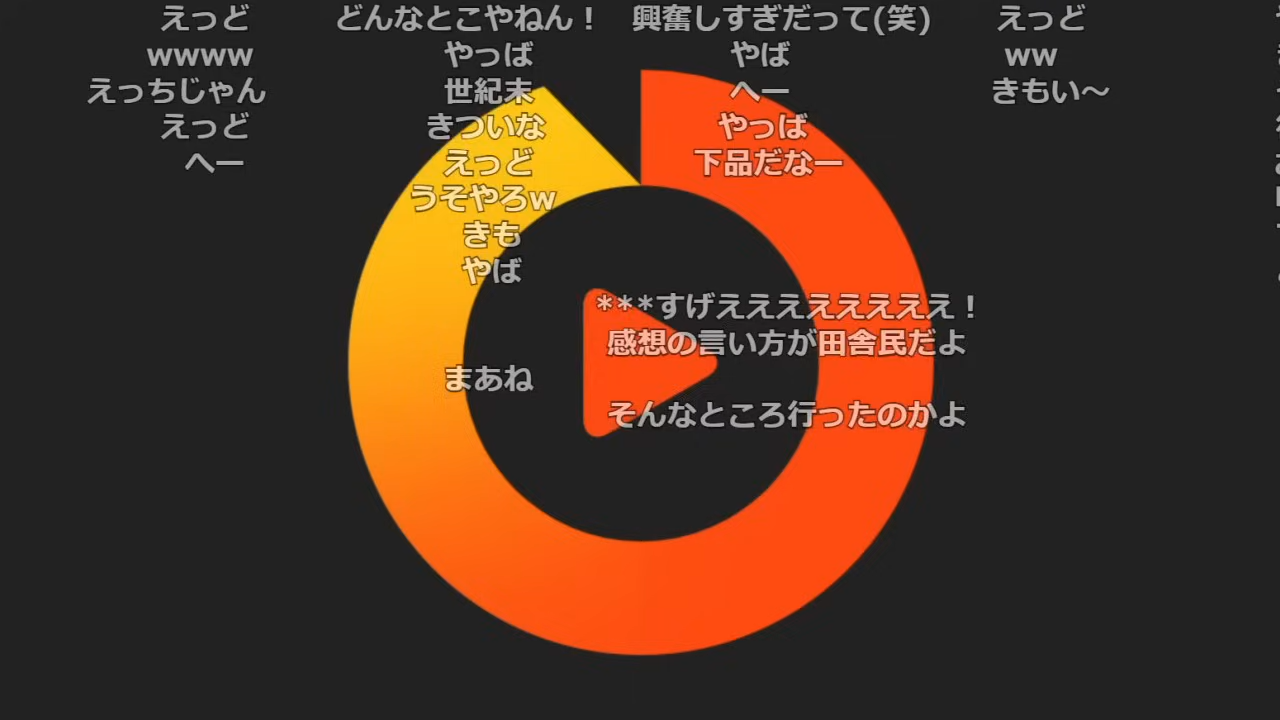 えっど どんなとこやねん！ 興奮しすぎだって(笑) えっど
wwww やっぱ やば ww
えっちじゃん 世紀末 へー きもい～
えっど きついな やっぱ
へー えっど 下品だなー
うそやろw
きも
やば
***すげええええええええ！
感想の言い方が田舎民だよ
まあね
そんなところ行ったのかよ